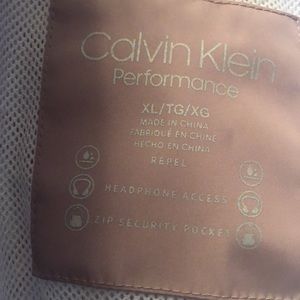 Calvin Klein
Performance
XL/TG/XG
MADE IN CHINA
FABRIQUÉ EN CHINE
HECHO EN CHINA
REPEL
HEADPHONE ACCESS
ZIP SECURITY POCKET